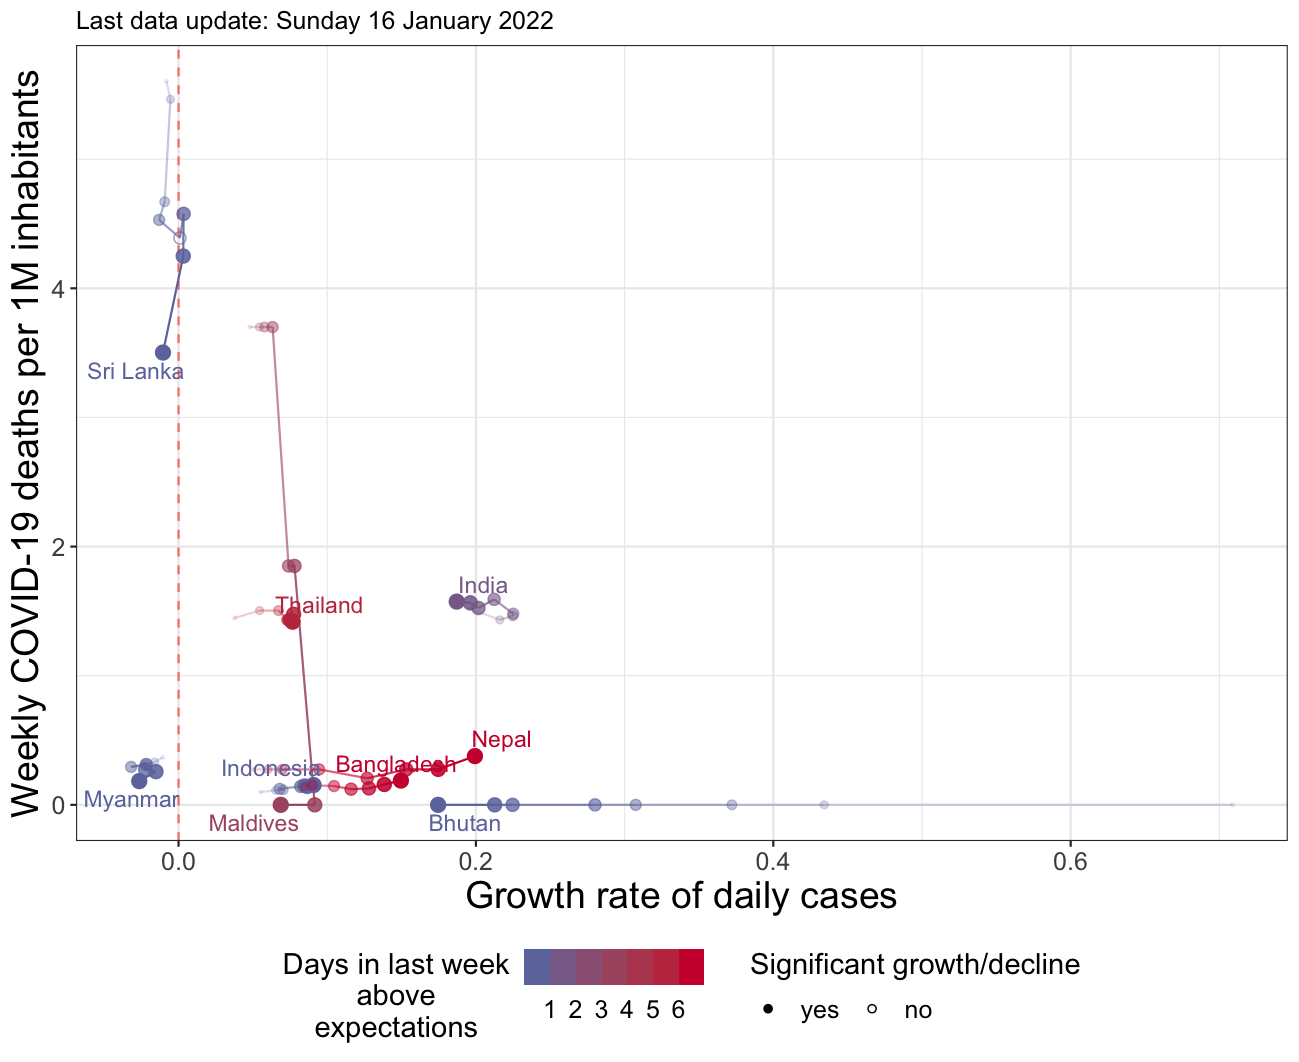 Last data update: Sunday 16 January 2022
Weekly COVID-19 deaths per 1M inhabitants
4
2
0
Sri Lanka
Thailand
India
Nepal
Bangladesh
Indonesia
Myanmar
Maldives
Bhutan
0.0 0.2 0.4 0.6
Growth rate of daily cases
Days in last week
above
expectations
1 2 3 4 5 6
Significant growth/decline
yes no